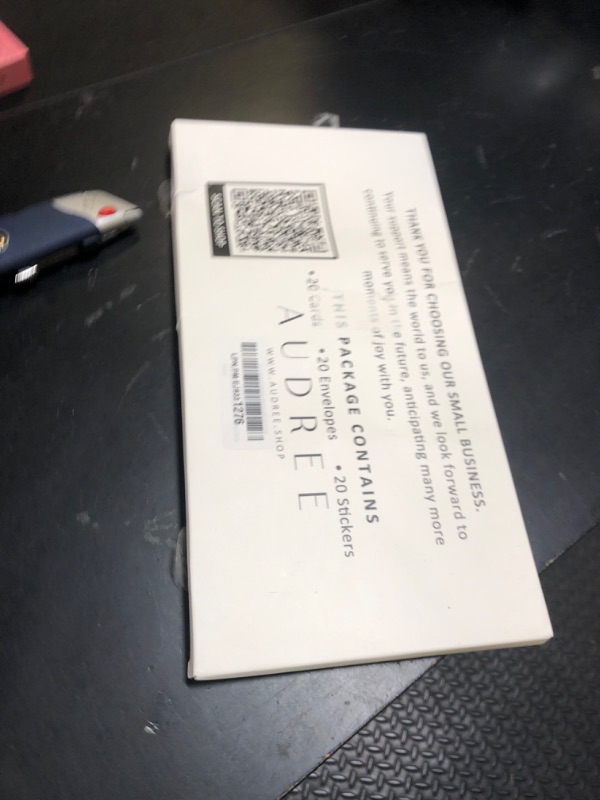 THANK YOU FOR CHOOSING OUR SMALL BUSINESS.
Your support means the world to us, and we look forward to
continuing to serve you in the future, anticipating many more
moments of joy with you.
THIS PACKAGE CONTAINS
• 20 Cards • 20 Envelopes • 20 Stickers
AUDREE
WWW.AUDREE.SHOP
1276